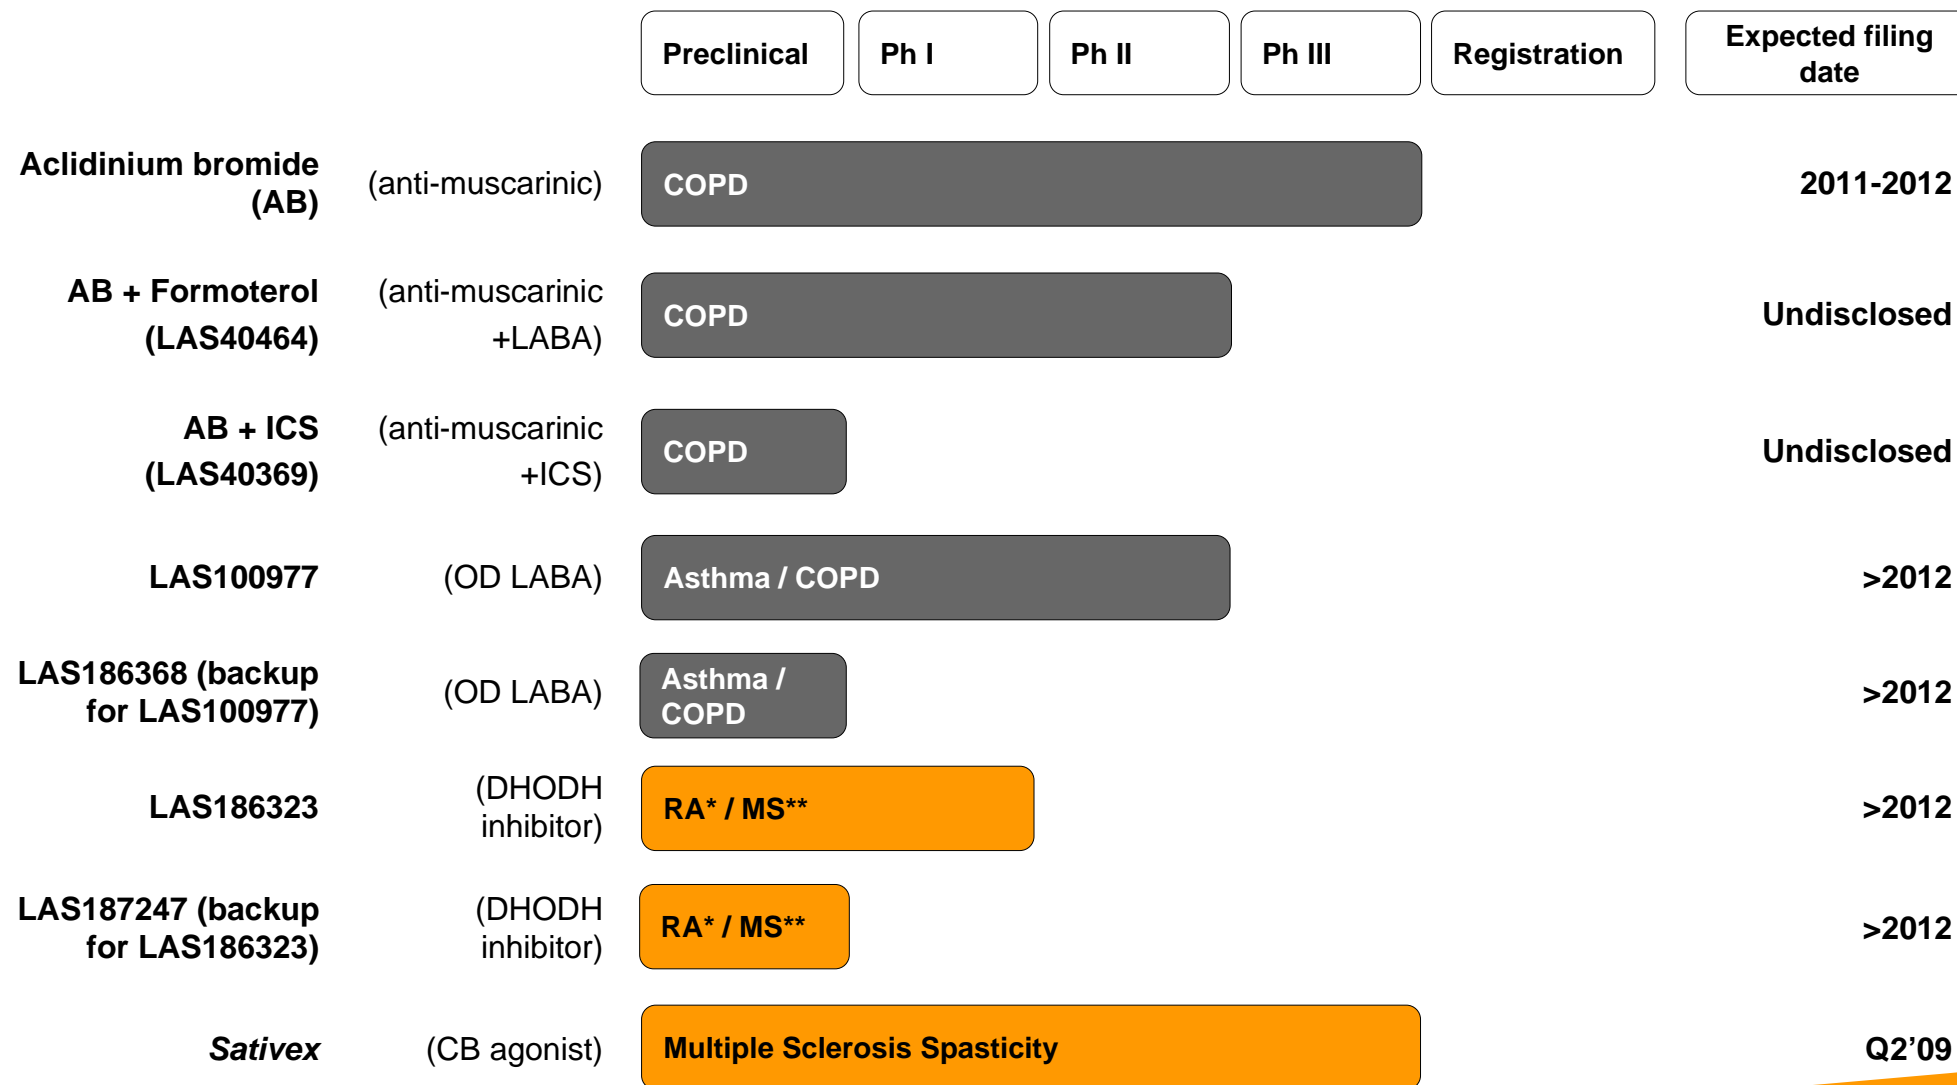 Preclinical
Ph I
Ph II
Ph III
Registration
Expected filing
date
Aclidinium bromide
(AB)
(anti-muscarinic)
COPD
2011-2012
AB + Formoterol
(LAS40464)
(anti-muscarinic
+LABA)
COPD
Undisclosed
AB + ICS
(LAS40369)
(anti-muscarinic
+ICS)
COPD
Undisclosed
LAS100977
(OD LABA)
Asthma / COPD
>2012
LAS186368 (backup
for LAS100977)
(OD LABA)
Asthma /
COPD
>2012
LAS186323
(DHODH
inhibitor)
RA* / MS**
>2012
LAS187247 (backup
for LAS186323)
(DHODH
inhibitor)
RA* / MS**
>2012
Sativex
(CB agonist)
Multiple Sclerosis Spasticity
Q2’09